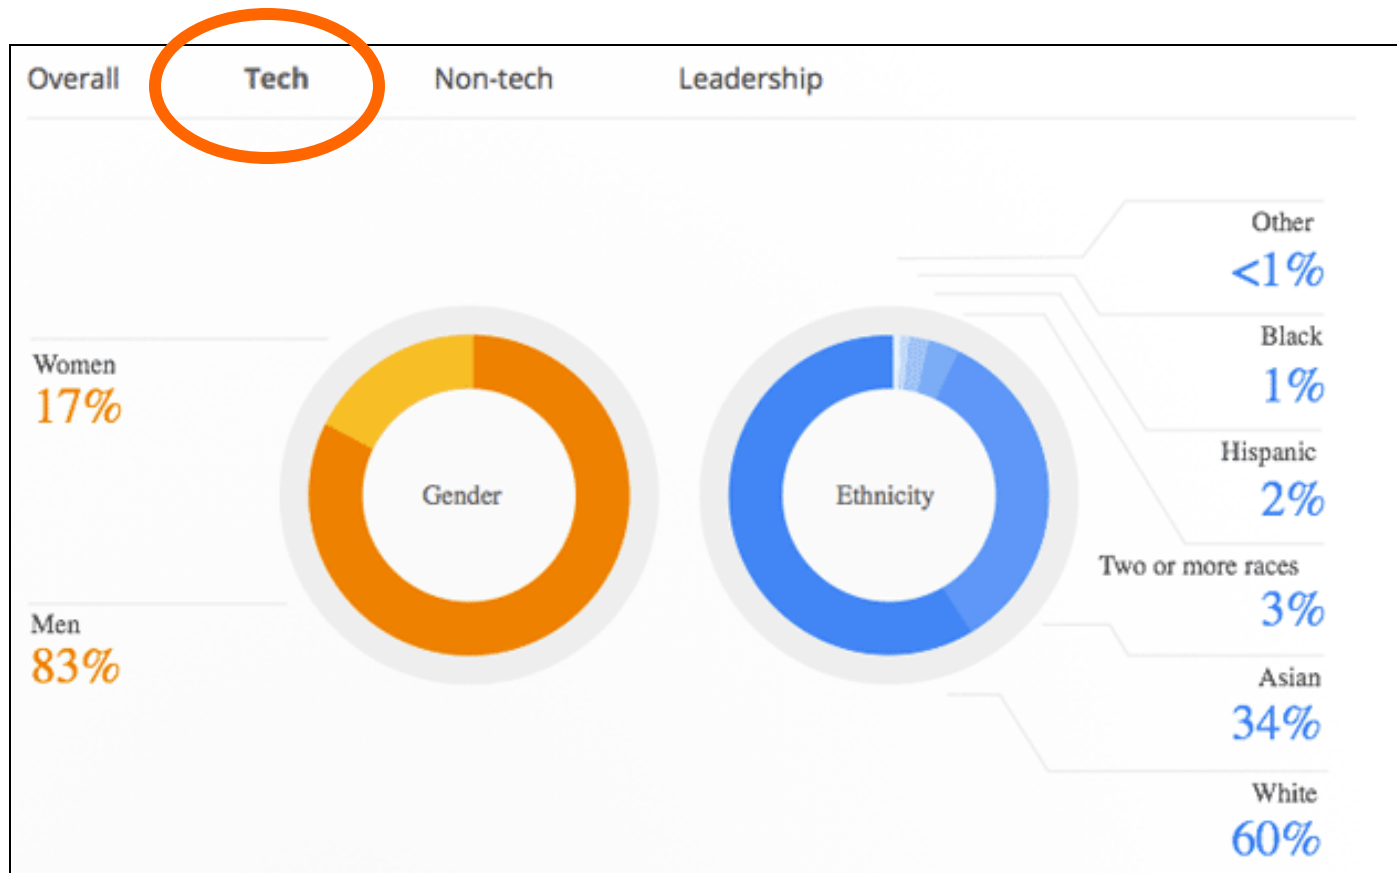 Overall Tech Non-tech Leadership
Women
17%
Men
83%
Gender
Ethnicity
Other
<1%
Black
1%
Hispanic
2%
Two or more races
3%
Asian
34%
White
60%